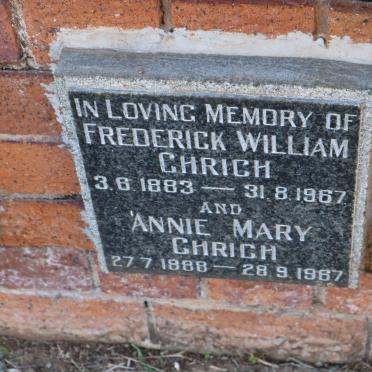 IN LOVING MEMORY OF
FREDERICK WILLIAM
CHRICH
3.6.1883 — 31.8.1967
AND
ANNIE MARY
CHRICH
27.7.1888 — 28.9.1967